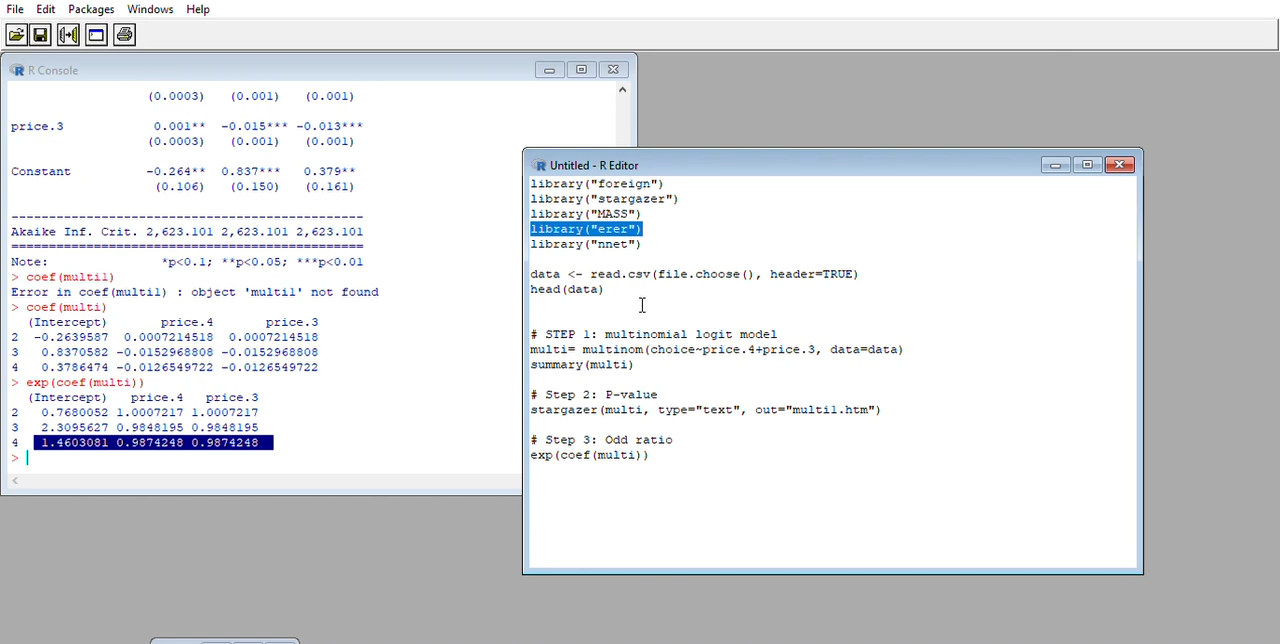 File Edit Packages Windows Help
R Console
(0.0003) (0.001) (0.001)
price.3 0.001** -0.015*** -0.013***
(0.0003) (0.001) (0.001)
Constant -0.264** 0.837*** 0.379**
(0.106) (0.150) (0.161)
-----------------------------------------------
Akaike Inf. Crit. 2,623.101 2,623.101 2,623.101
===============================================
Note: *p<0.1; **p<0.05; ***p<0.01
> coef(multi1)
Error in coef(multi1) : object 'multi1' not found
> coef(multi)
(Intercept) price.4 price.3
2 -0.2639587 0.0007214518 0.0007214518
3 0.8370582 -0.0152968808 -0.0152968808
4 0.3786474 -0.0126549722 -0.0126549722
> exp(coef(multi))
(Intercept) price.4 price.3
2 0.7680052 1.0007217 1.0007217
3 2.3095627 0.9848195 0.9848195
4 1.4603081 0.9874248 0.9874248
>
Untitled - R Editor
library("foreign")
library("stargazer")
library("MASS")
library("erer")
library("nnet")
data <- read.csv(file.choose(), header=TRUE)
head(data)
# STEP 1: multinomial logit model
multi= multinom(choice~price.4+price.3, data=data)
summary(multi)
# Step 2: P-value
stargazer(multi, type="text", out="multi1.htm")
# Step 3: Odd ratio
exp(coef(multi))